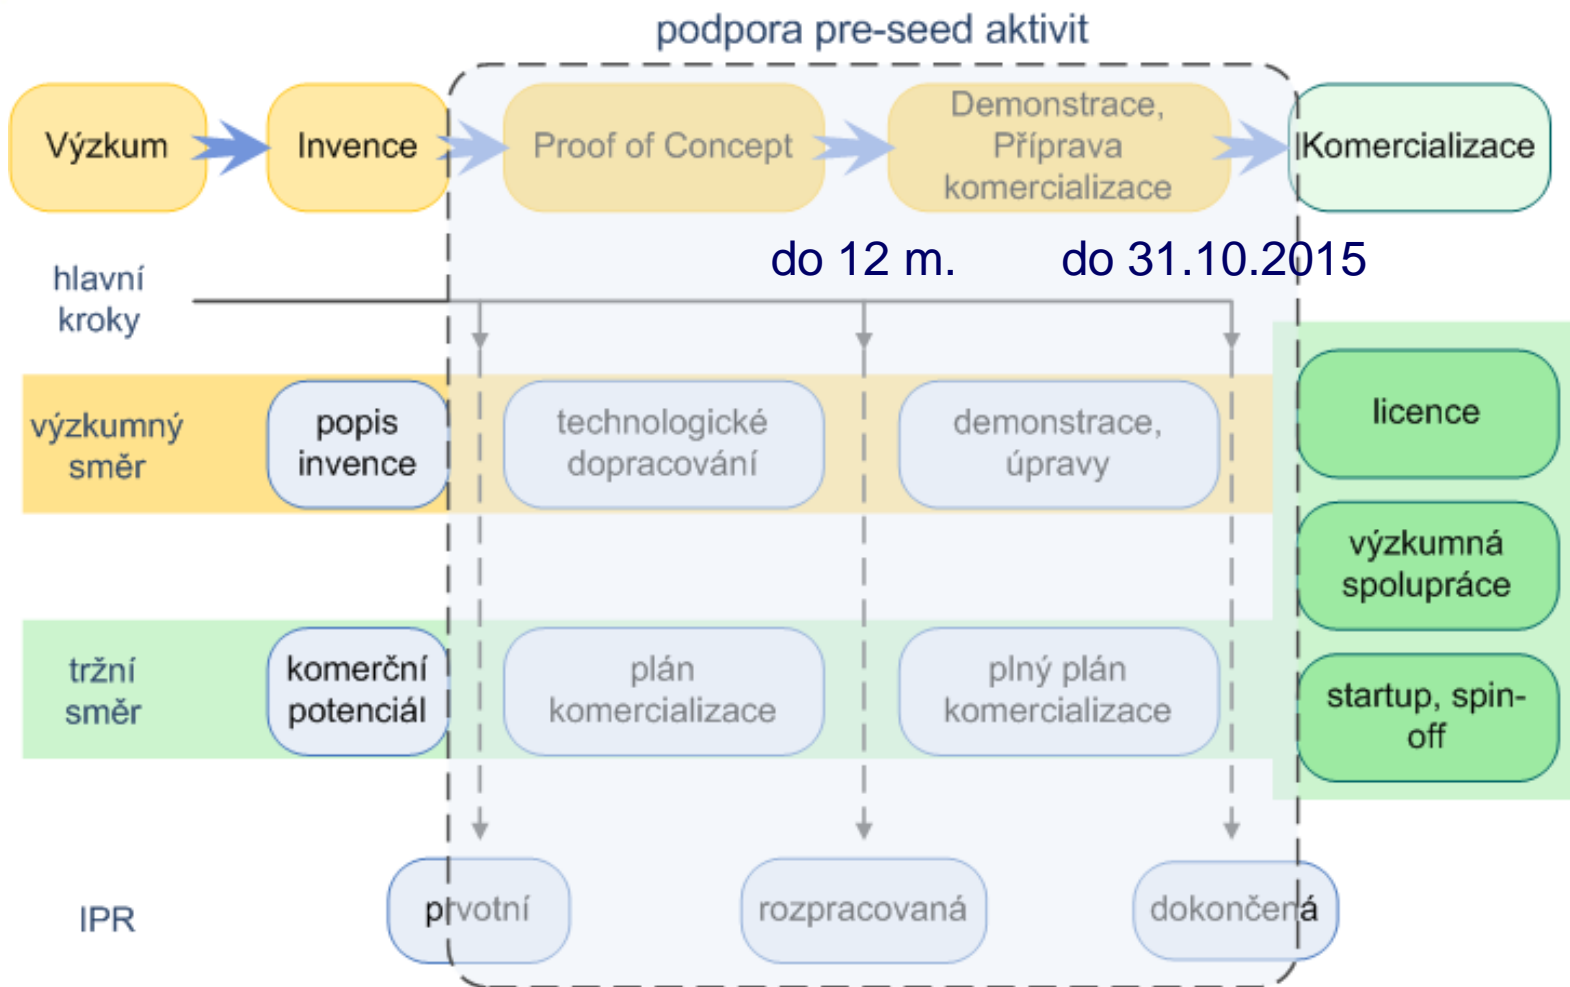 podpora pre-seed aktivit
Výzkum
Invence
Proof of Concept
Demonstrace,
Příprava
komercializace
Komercializace
do 12 m.
do 31.10.2015
hlavní
kroky
výzkumný
směr
popis
invence
technologické
dopracování
demonstrace,
úpravy
licence
výzkumná
spolupráce
tržní
směr
komerční
potenciál
plán
komercializace
plný plán
komercializace
startup, spin-
off
IPR
prvotní
rozpracovaná
dokončená